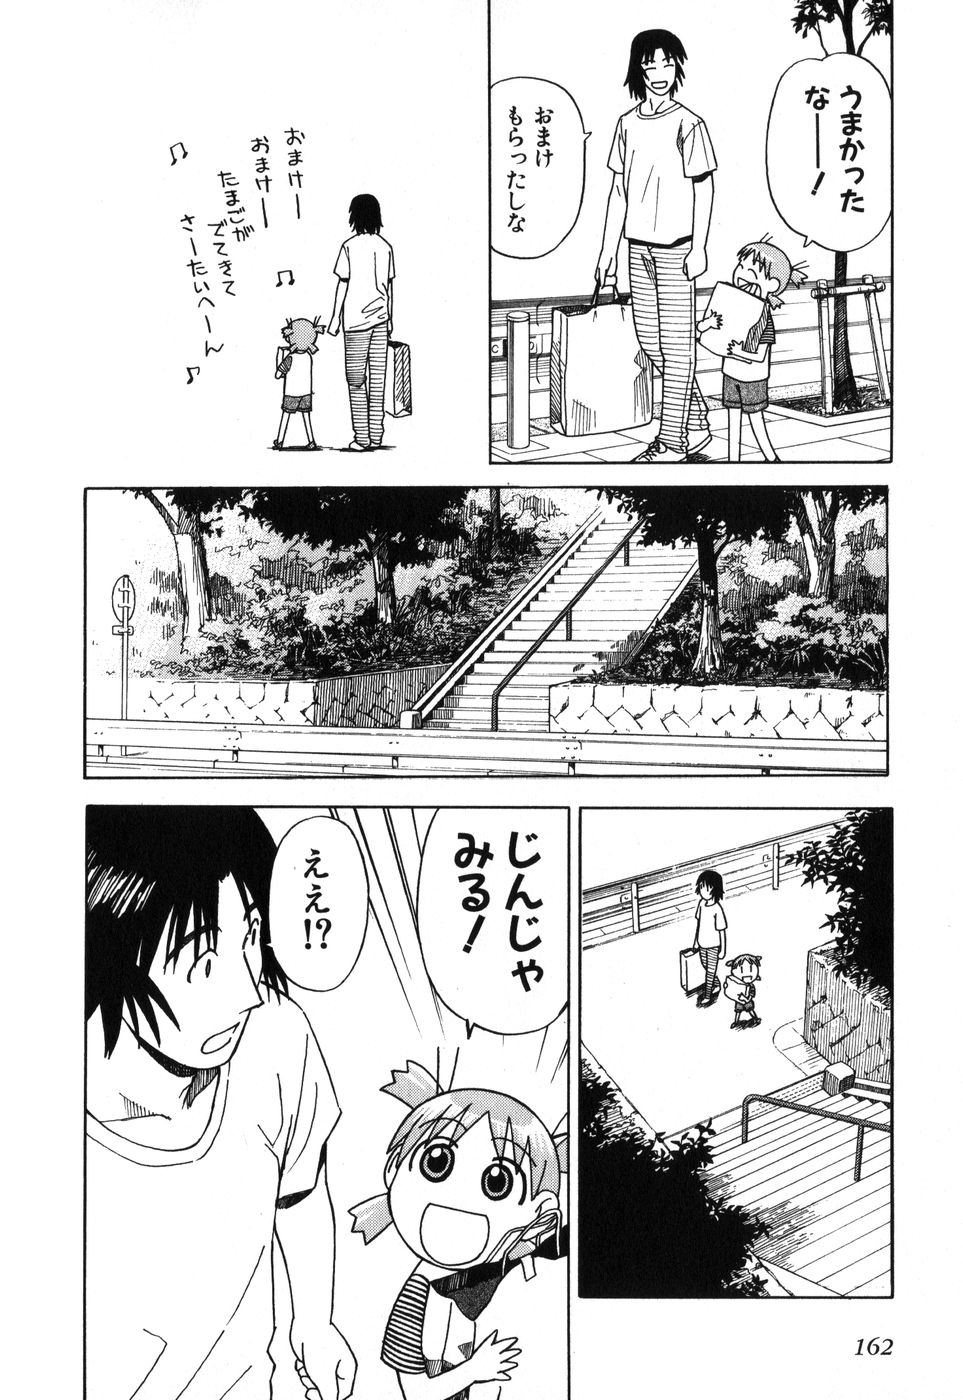 うまかった
なー！
おまけ
もらったしな
おまけー
おまけー
たまごが
でてきて
さーたいへーん
じんじゃ
みる！
ええ!?
162